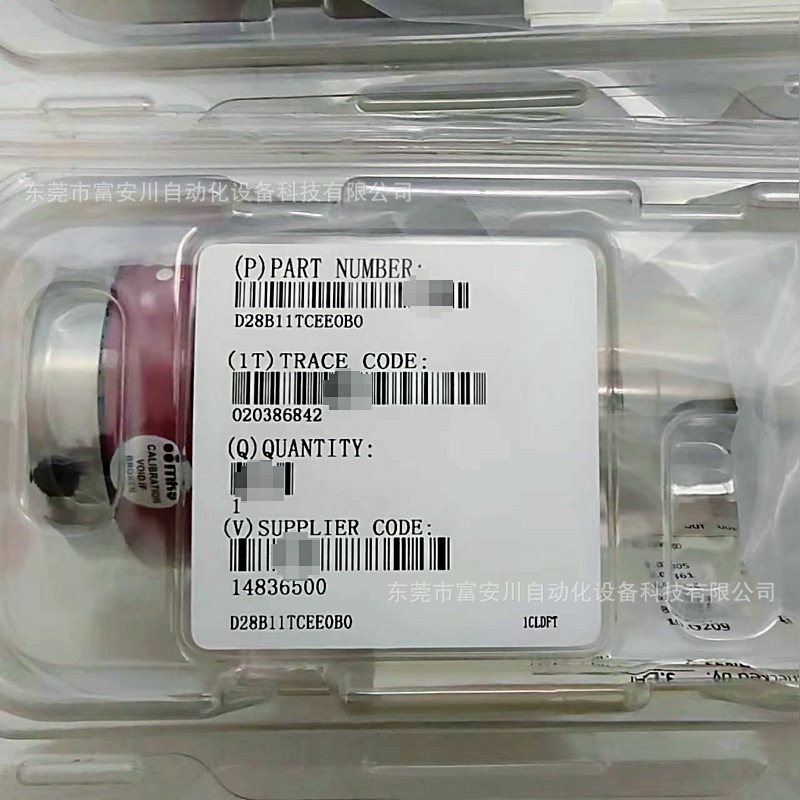 东莞市富安川自动化设备科技有限公司
(P)PART NUMBER:
D28B11TCEE0B0
(1T)TRACE CODE:
020386842
(Q)QUANTITY:
1
(V)SUPPLIER CODE:
14836500
东莞市富安川自动化设备科技有限公司
D28B11TCEE0B0
1CLDFT
mks
CALIBRATION
VOID IF
BROKEN